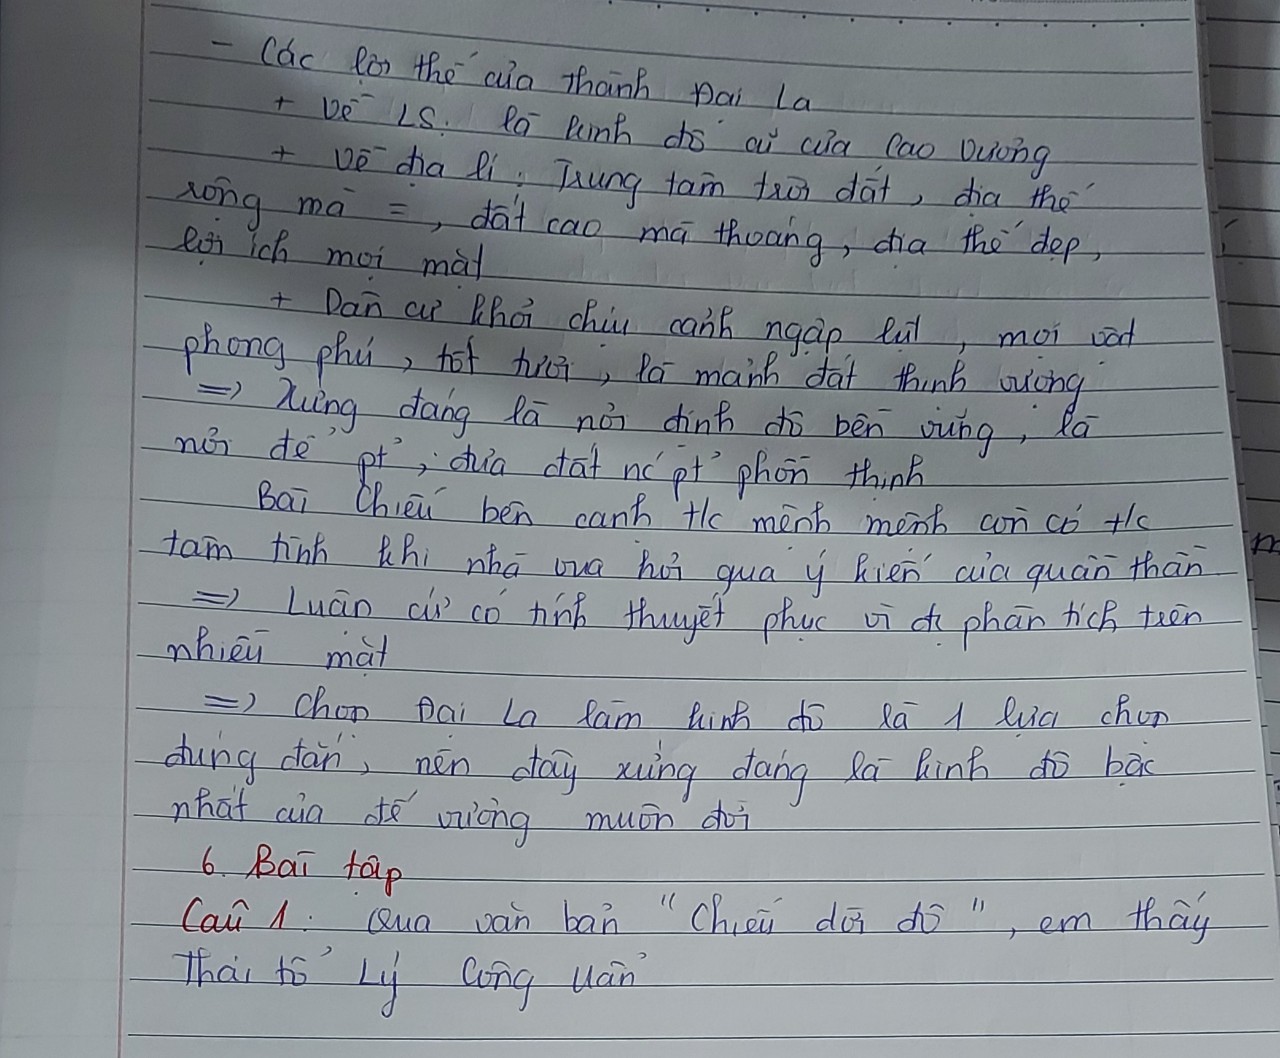 - Các lợi thế của thành Đại La
+ Về LS: là kinh đô cũ của Cao Vương
+ Về địa lí: Trung tâm trời đất, địa thế
rộng mà =, đất cao mà thoáng, địa thế đẹp,
lợi ích mọi mặt
+ Dân cư khỏi chịu cảnh ngập lụt, mọi vật
phong phú, tốt tươi, là mảnh đất thịnh vượng
=> Xứng đáng là nơi định đô bền vững, là
nơi để pt', đưa đất nc pt' phồn thịnh
Bài Chiếu bên cạnh t/c mệnh mệnh còn có t/c
tâm tình khi nhà vua hỏi qua ý kiến của quần thần
=> Luận cứ có tính thuyết phục vì đc phân tích trên
nhiều mặt
=> Chọn Đại La làm kinh đô là 1 lựa chọn
đúng đắn, nên đây xứng đáng là kinh đô bậc
nhất của đế vương muôn đời
6. Bài tập
Câu 1: Qua văn bản "Chiếu dời đô", em thấy
Thái tổ Lý Công Uẩn